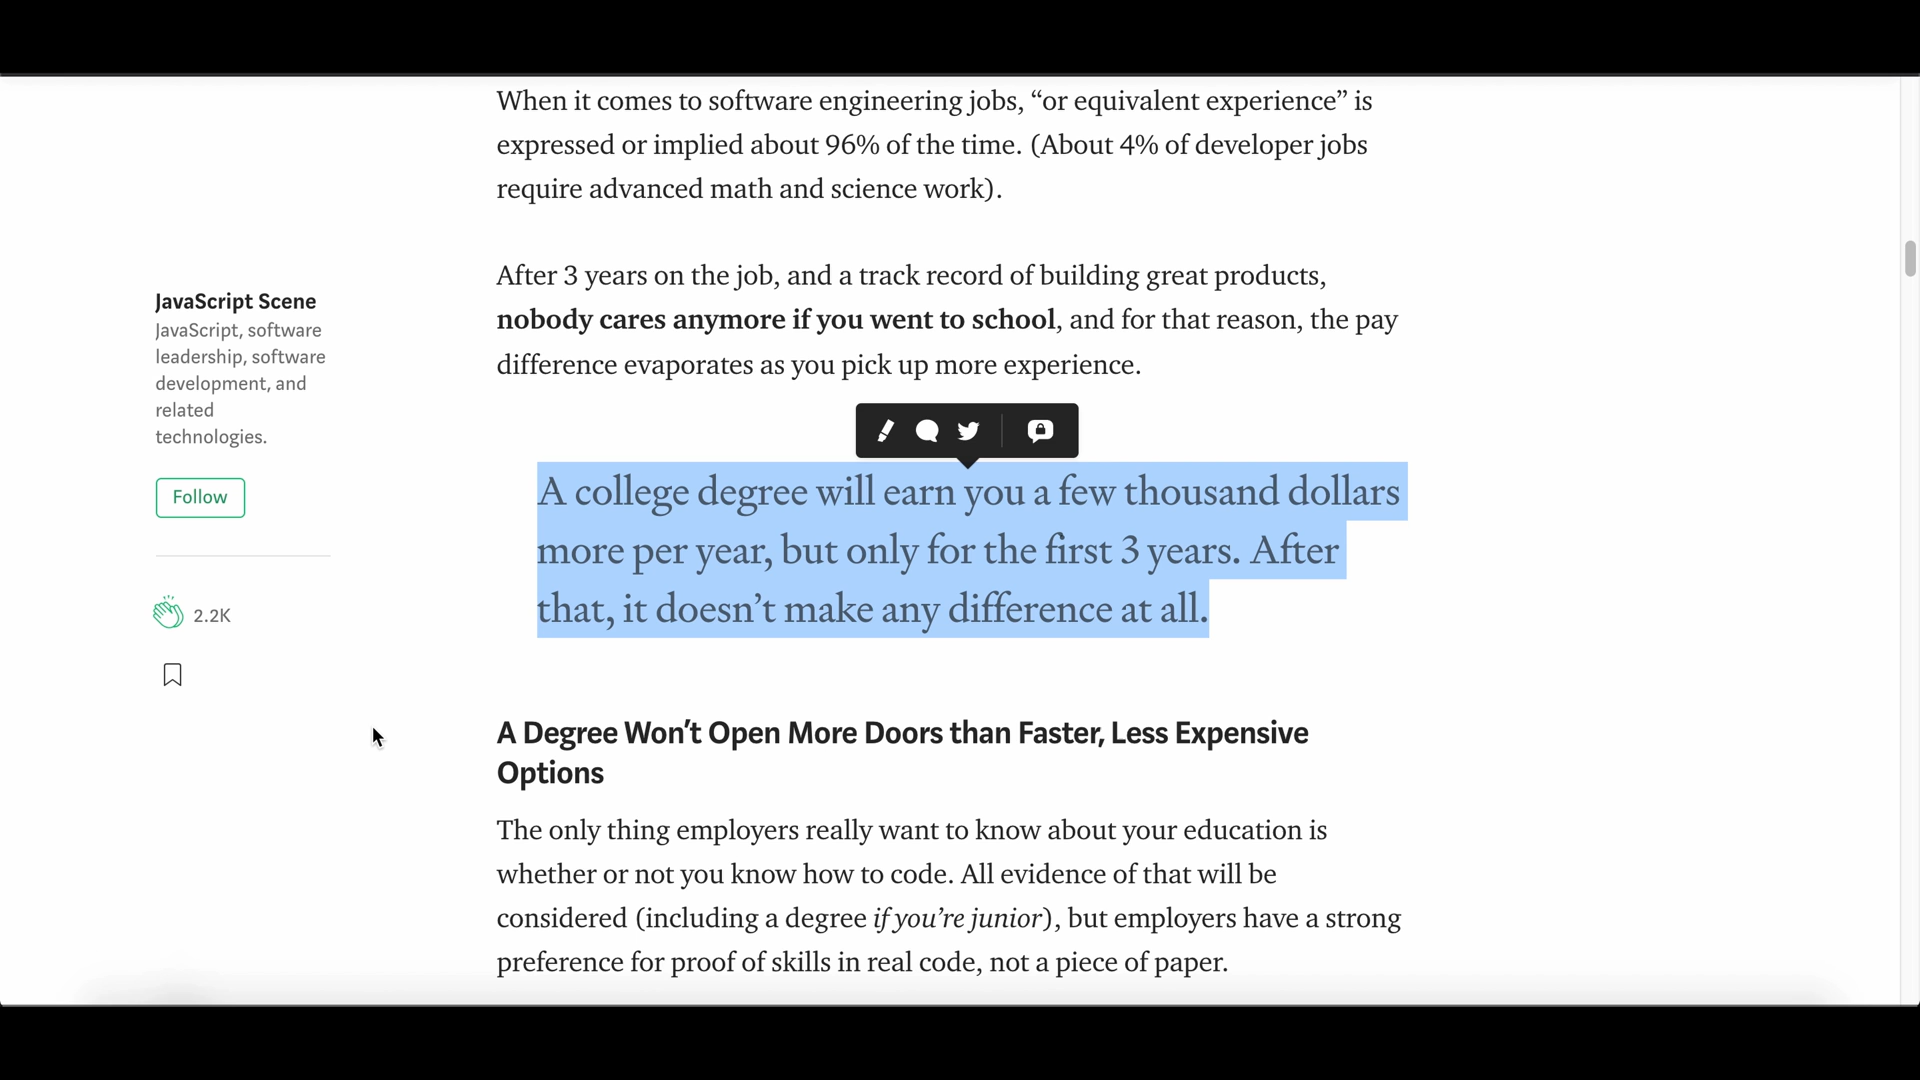 When it comes to software engineering jobs, “or equivalent experience” is
expressed or implied about 96% of the time. (About 4% of developer jobs
require advanced math and science work).
After 3 years on the job, and a track record of building great products,
nobody cares anymore if you went to school, and for that reason, the pay
difference evaporates as you pick up more experience.
JavaScript Scene
JavaScript, software
leadership, software
development, and
related
technologies.
Follow
2.2K
A college degree will earn you a few thousand dollars
more per year, but only for the first 3 years. After
that, it doesn’t make any difference at all.
A Degree Won’t Open More Doors than Faster, Less Expensive
Options
The only thing employers really want to know about your education is
whether or not you know how to code. All evidence of that will be
considered (including a degree if you’re junior), but employers have a strong
preference for proof of skills in real code, not a piece of paper.